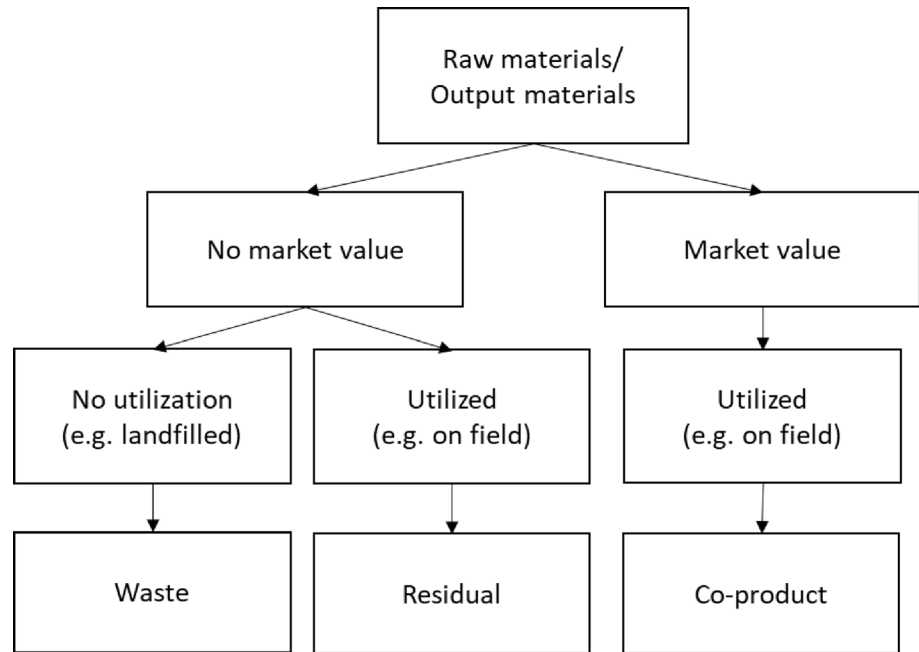 Raw materials/
Output materials
No market value
Market value
No utilization
(e.g. landfilled)
Utilized
(e.g. on field)
Utilized
(e.g. on field)
Waste
Residual
Co-product